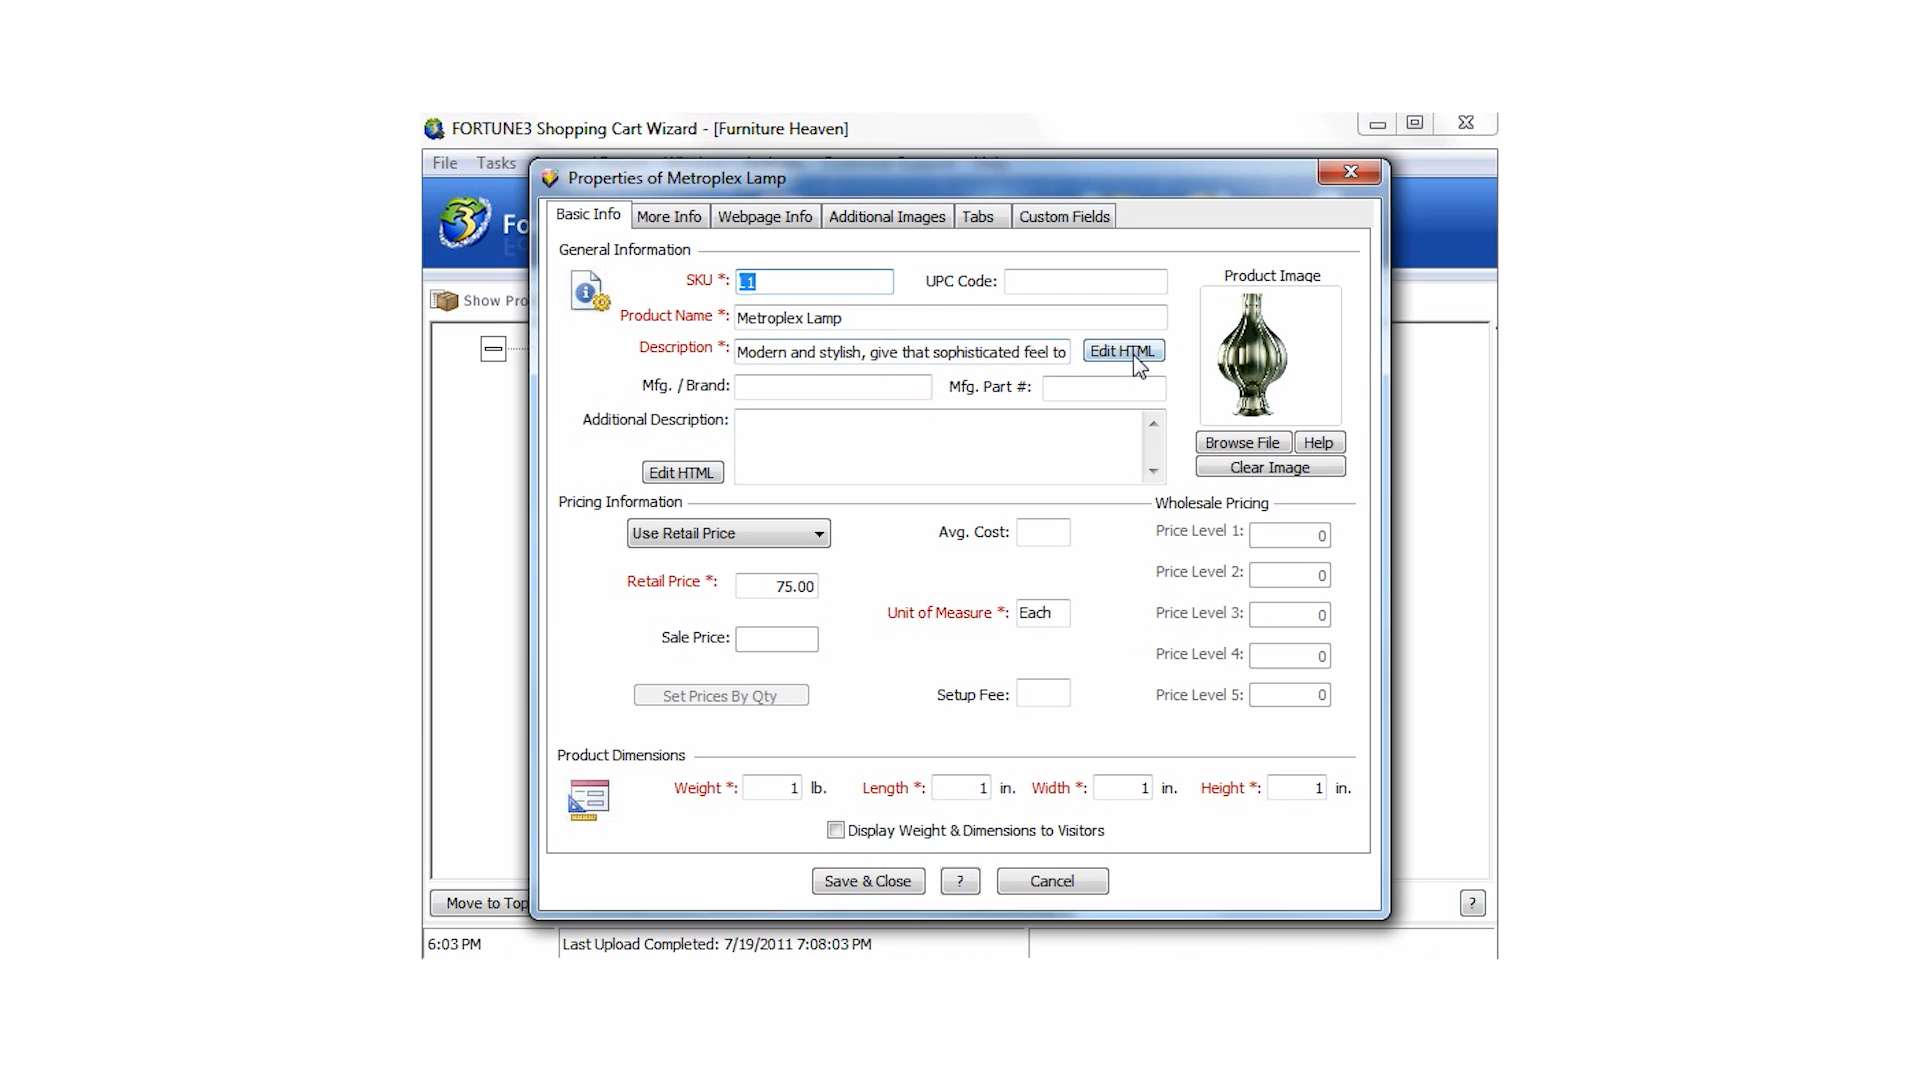 FORTUNE3 Shopping Cart Wizard - [Furniture Heaven]
File Tasks
Properties of Metroplex Lamp
Fo
Basic Info More Info Webpage Info Additional Images Tabs Custom Fields
General Information
SKU *: L1 UPC Code: Product Image
Show Pro
Product Name *: Metroplex Lamp
Description *: Modern and stylish, give that sophisticated feel to Edit HTML
Mfg. / Brand: Mfg. Part #:
Additional Description:
Browse File Help
Edit HTML
Clear Image
Pricing Information Wholesale Pricing
Use Retail Price Avg. Cost: Price Level 1: 0
Price Level 2: 0
Retail Price *: 75.00
Unit of Measure *: Each Price Level 3: 0
Sale Price:
Price Level 4: 0
Set Prices By Qty Setup Fee: Price Level 5: 0
Product Dimensions
Weight *: 1 lb. Length *: 1 in. Width *: 1 in. Height *: 1 in.
Display Weight & Dimensions to Visitors
Save & Close ? Cancel
Move to Top ?
6:03 PM Last Upload Completed: 7/19/2011 7:08:03 PM